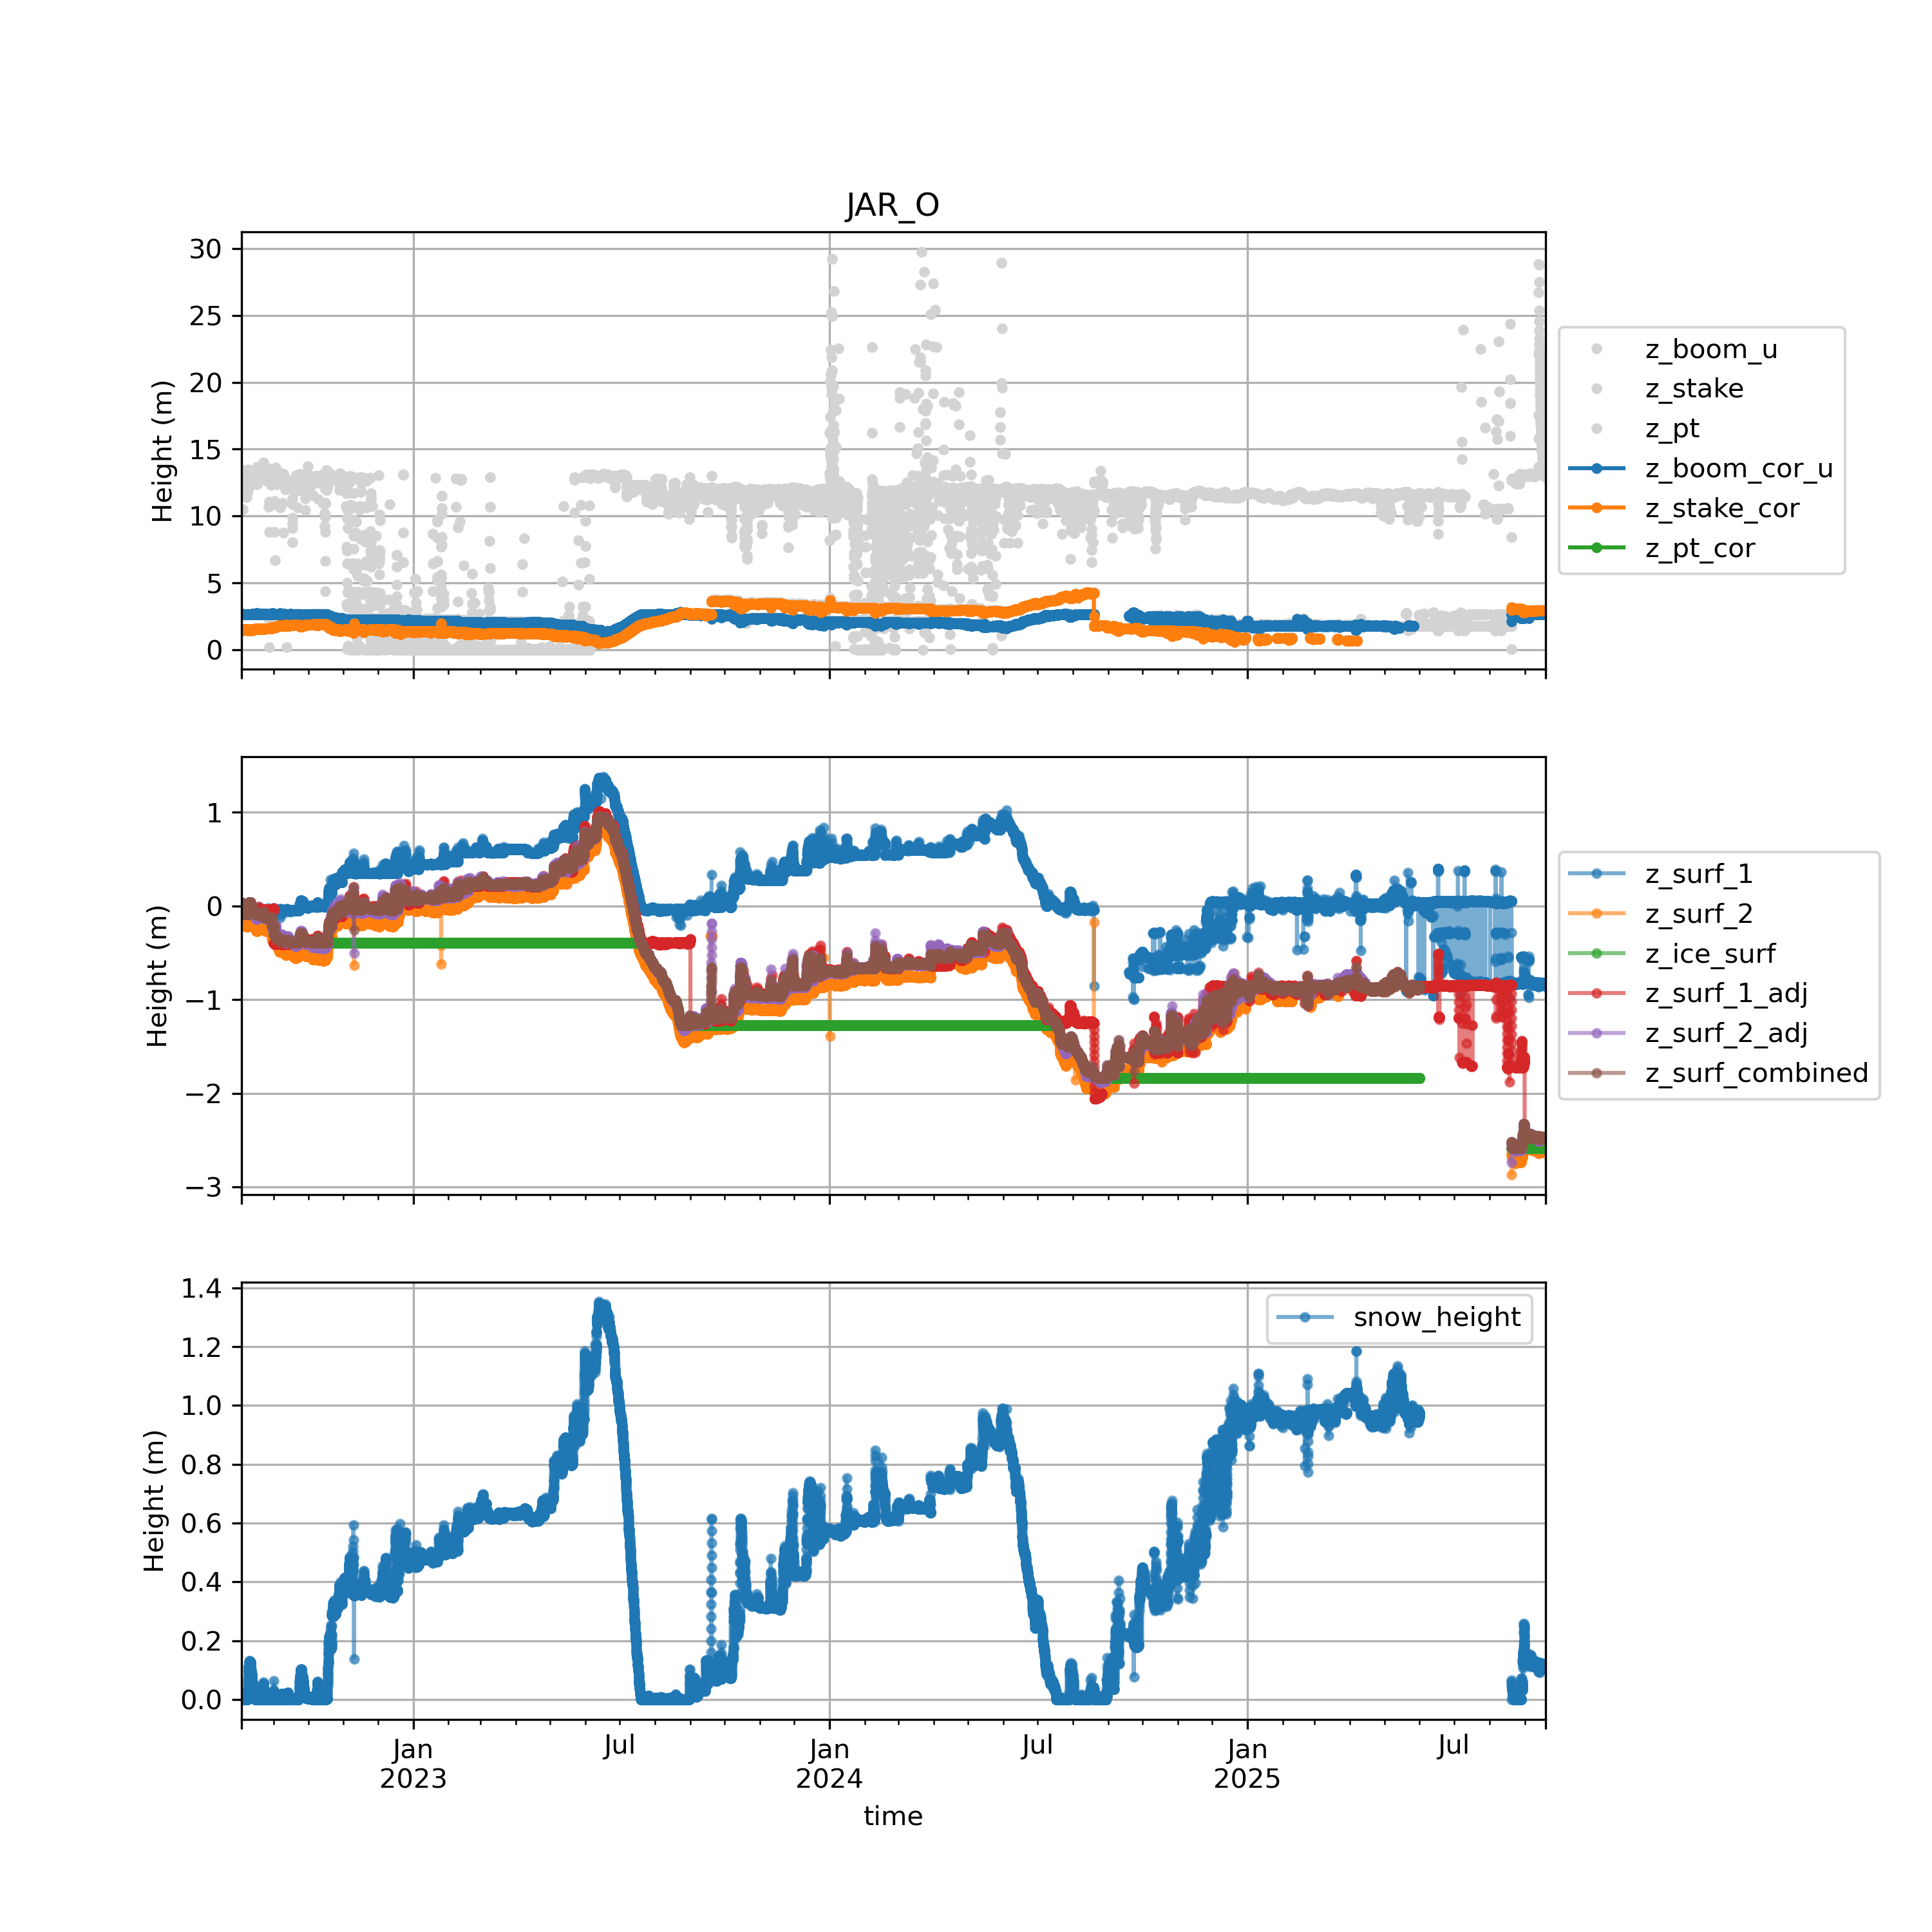 JAR_O
30
25
20
15
10
5
0
Height (m)
z_boom_u
z_stake
z_pt
z_boom_cor_u
z_stake_cor
z_pt_cor
1
0
−1
−2
−3
Height (m)
z_surf_1
z_surf_2
z_ice_surf
z_surf_1_adj
z_surf_2_adj
z_surf_combined
1.4
1.2
1.0
0.8
0.6
0.4
0.2
0.0
Height (m)
snow_height
Jan Jul Jan Jul Jan Jul
2023 2024 2025
time